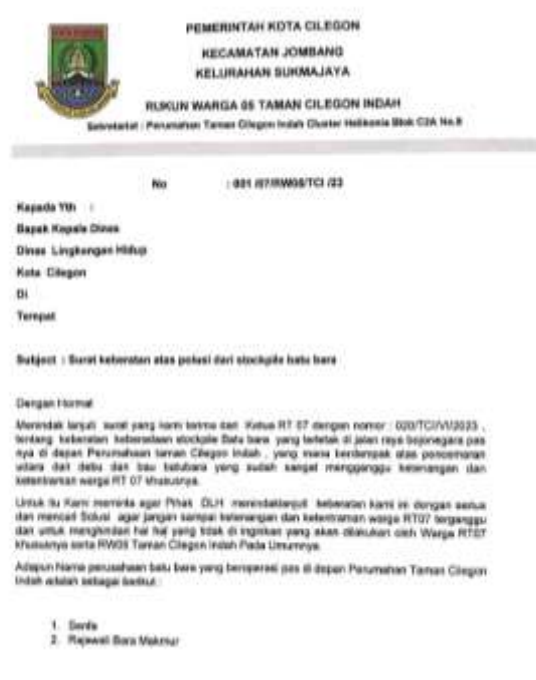 PEMERINTAH KOTA CILEGON
KECAMATAN JOMBANG
KELURAHAN SUKMAJAYA
RUKUN WARGA 05 TAMAN CILEGON INDAH
Sekretariat : Perumahan Taman Cilegon Indah Cluster Helikonia Blok C2A No.8
No : 001 /07/RW05/TCI /23
Kepada Yth :
Bapak Kepala Dinas
Dinas Lingkungan Hidup
Kota Cilegon
Di
Tempat
Subject : Surat keberatan atas polusi dari stockpile batu bara
Dengan Hormat
Menindak lanjuti surat yang kami terima dari Ketua RT 07 dengan nomor : 020/TCI/VI/2023 ,
tentang keberatan keberadaan stockpile Batu bara yang terletak di jalan raya bojonegara pas
nya di depan Perumahaan taman Cilegon Indah , yang mana berdampak atas pencemaran
udara dari debu dan bau batubara yang sudah sangat mengganggu ketenangan dan
ketentraman warga RT 07 khususnya.
Untuk itu Kami meminta agar Pihak DLH menindaklanjuti keberatan kami ini dengan serius
dan mencari Solusi agar jangan sampai ketenangan dan ketentraman warga RT07 terganggu
dan untuk menghindari hal hal yang tidak di inginkan yang akan dilakukan oleh Warga RT07
khususnya serta RW05 Taman Cilegon Indah Pada Umumnya.
Adapun Nama perusahaan batu bara yang beroperasi pas di depan Perumahan Taman Cilegon
Indah adalah sebagai berikut :
1.
2. Rajawali Bara Makmur